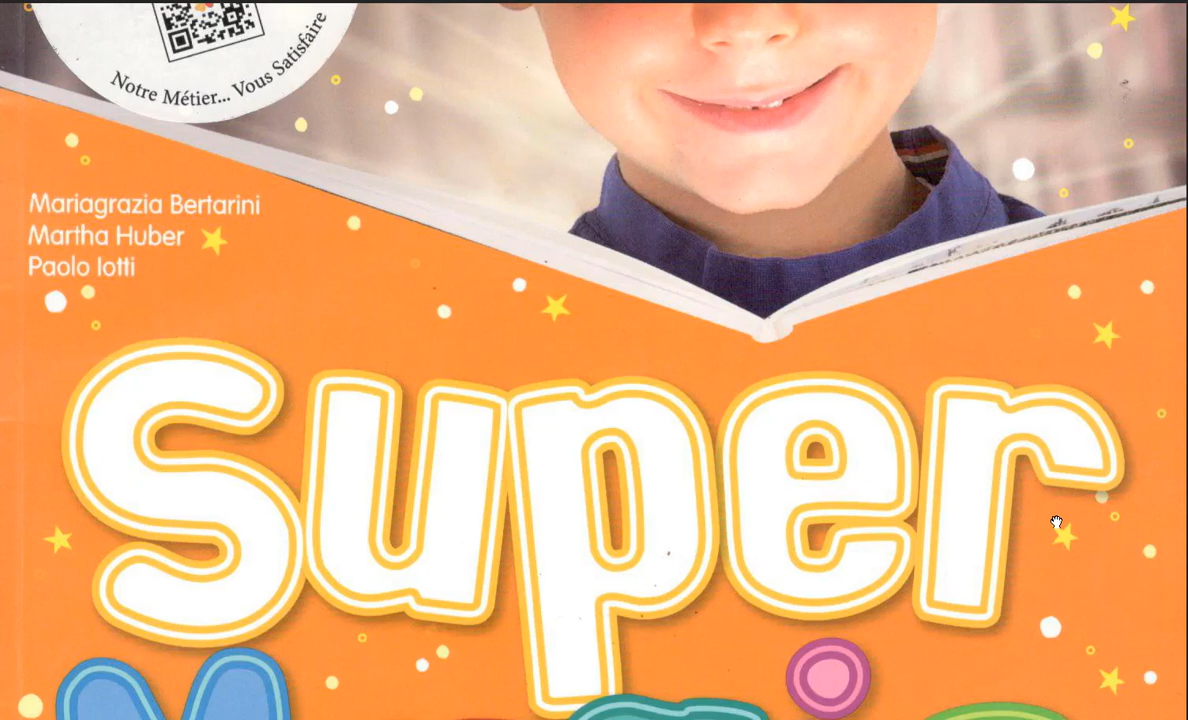 Notre Métier... Vous Satisfaire
Mariagrazia Bertarini
Martha Huber
Paolo Iotti
Super